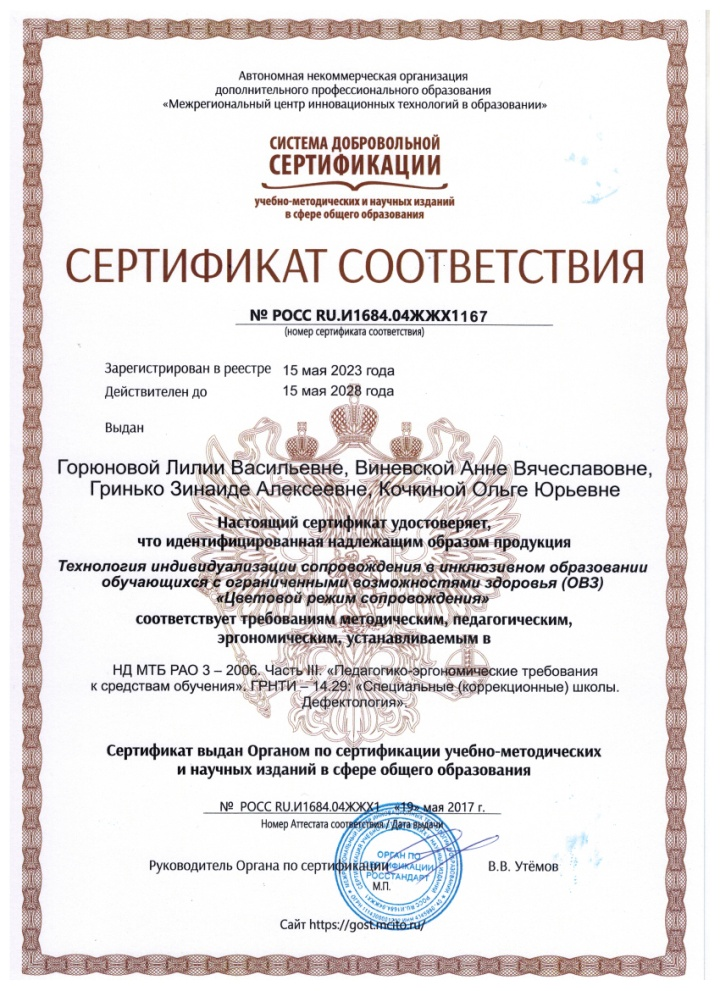 Автономная некоммерческая организация
дополнительного профессионального образования
«Межрегиональный центр инновационных технологий в образовании»
СИСТЕМА ДОБРОВОЛЬНОЙ
СЕРТИФИКАЦИИ
учебно-методических и научных изданий
в сфере общего образования
СЕРТИФИКАТ СООТВЕТСТВИЯ
№ РОСС RU.И1684.04ЖЖХ1167
(номер сертификата соответствия)
Зарегистрирован в реестре 15 мая 2023 года
Действителен до 15 мая 2028 года
Выдан
Горюновой Лилии Васильевне, Виневской Анне Вячеславовне,
Гринько Зинаиде Алексеевне, Кочкиной Ольге Юрьевне
Настоящий сертификат удостоверяет,
что идентифицированная надлежащим образом продукция
Технология индивидуализации сопровождения в инклюзивном образовании
обучающихся с ограниченными возможностями здоровья (ОВЗ)
«Цветовой режим сопровождения»
соответствует требованиям методическим, педагогическим,
эргономическим, устанавливаемым в
НД МТБ РАО 3 – 2006. Часть III. «Педагогико-эргономические требования
к средствам обучения». ГРНТИ – 14.29: «Специальные (коррекционные) школы.
Дефектология».
Сертификат выдан Органом по сертификации учебно-методических
и научных изданий в сфере общего образования
№ РОСС RU.И1684.04ЖЖХ1 «19» мая 2017 г.
Номер Аттестата соответствия / Дата выдачи
Руководитель Органа по сертификации В.В. Утёмов
М.П.
ОРГАН ПО
СЕРТИФИКАЦИИ
РОССТАНДАРТ
Сайт https://gost.mcito.ru/